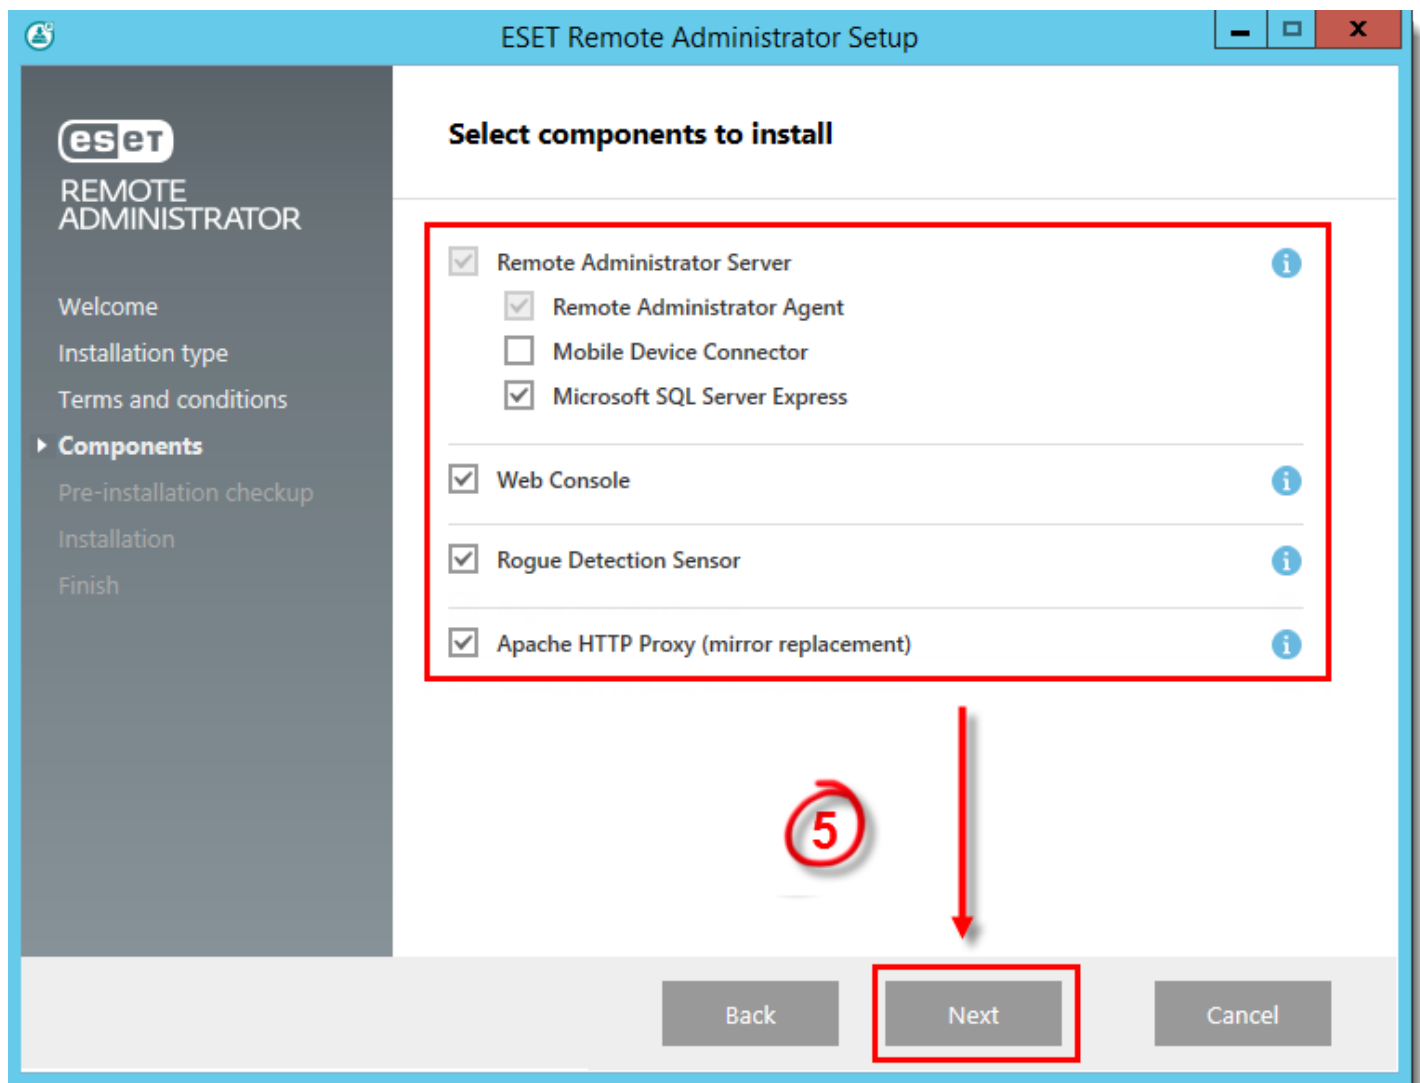 ESET Remote Administrator Setup
eseT
REMOTE
ADMINISTRATOR
Welcome
Installation type
Terms and conditions
Components
Pre-installation checkup
Installation
Finish
Select components to install
Remote Administrator Server
Remote Administrator Agent
Mobile Device Connector
Microsoft SQL Server Express
Web Console
Rogue Detection Sensor
Apache HTTP Proxy (mirror replacement)
5
Back
Next
Cancel